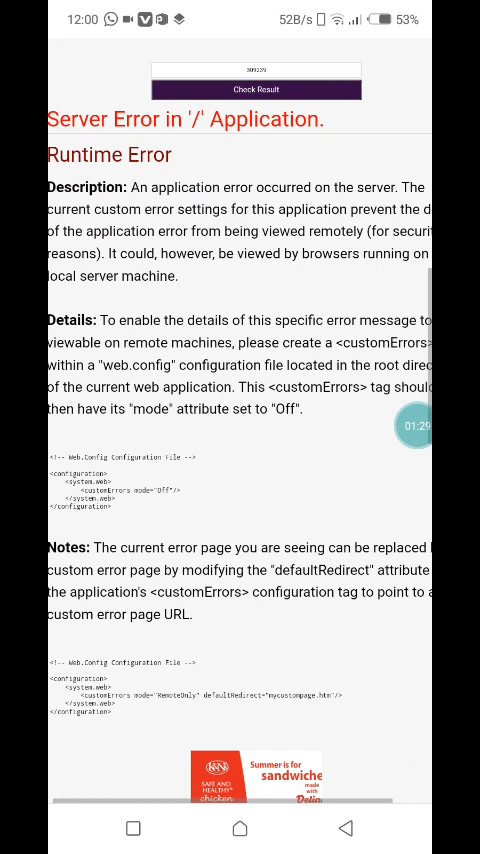 12:00
52B/s
53%
309239
Check Result
Server Error in '/' Application.
Runtime Error
Description: An application error occurred on the server. The
current custom error settings for this application prevent the d
of the application error from being viewed remotely (for securit
reasons). It could, however, be viewed by browsers running on
local server machine.
Details: To enable the details of this specific error message to
viewable on remote machines, please create a <customErrors>
within a "web.config" configuration file located in the root direc
of the current web application. This <customErrors> tag should
then have its "mode" attribute set to "Off".
01:29
<!-- Web.Config Configuration File -->
<configuration>
<system.web>
<customErrors mode="Off"/>
</system.web>
</configuration>
Notes: The current error page you are seeing can be replaced
custom error page by modifying the "defaultRedirect" attribute
the application's <customErrors> configuration tag to point to a
custom error page URL.
<!-- Web.Config Configuration File -->
<configuration>
<system.web>
<customErrors mode="RemoteOnly" defaultRedirect="mycustompage.htm"/>
</system.web>
</configuration>
K&N's
SAFE AND
HEALTHY*
chicken
Summer is for
sandwiche
made
with
Deline